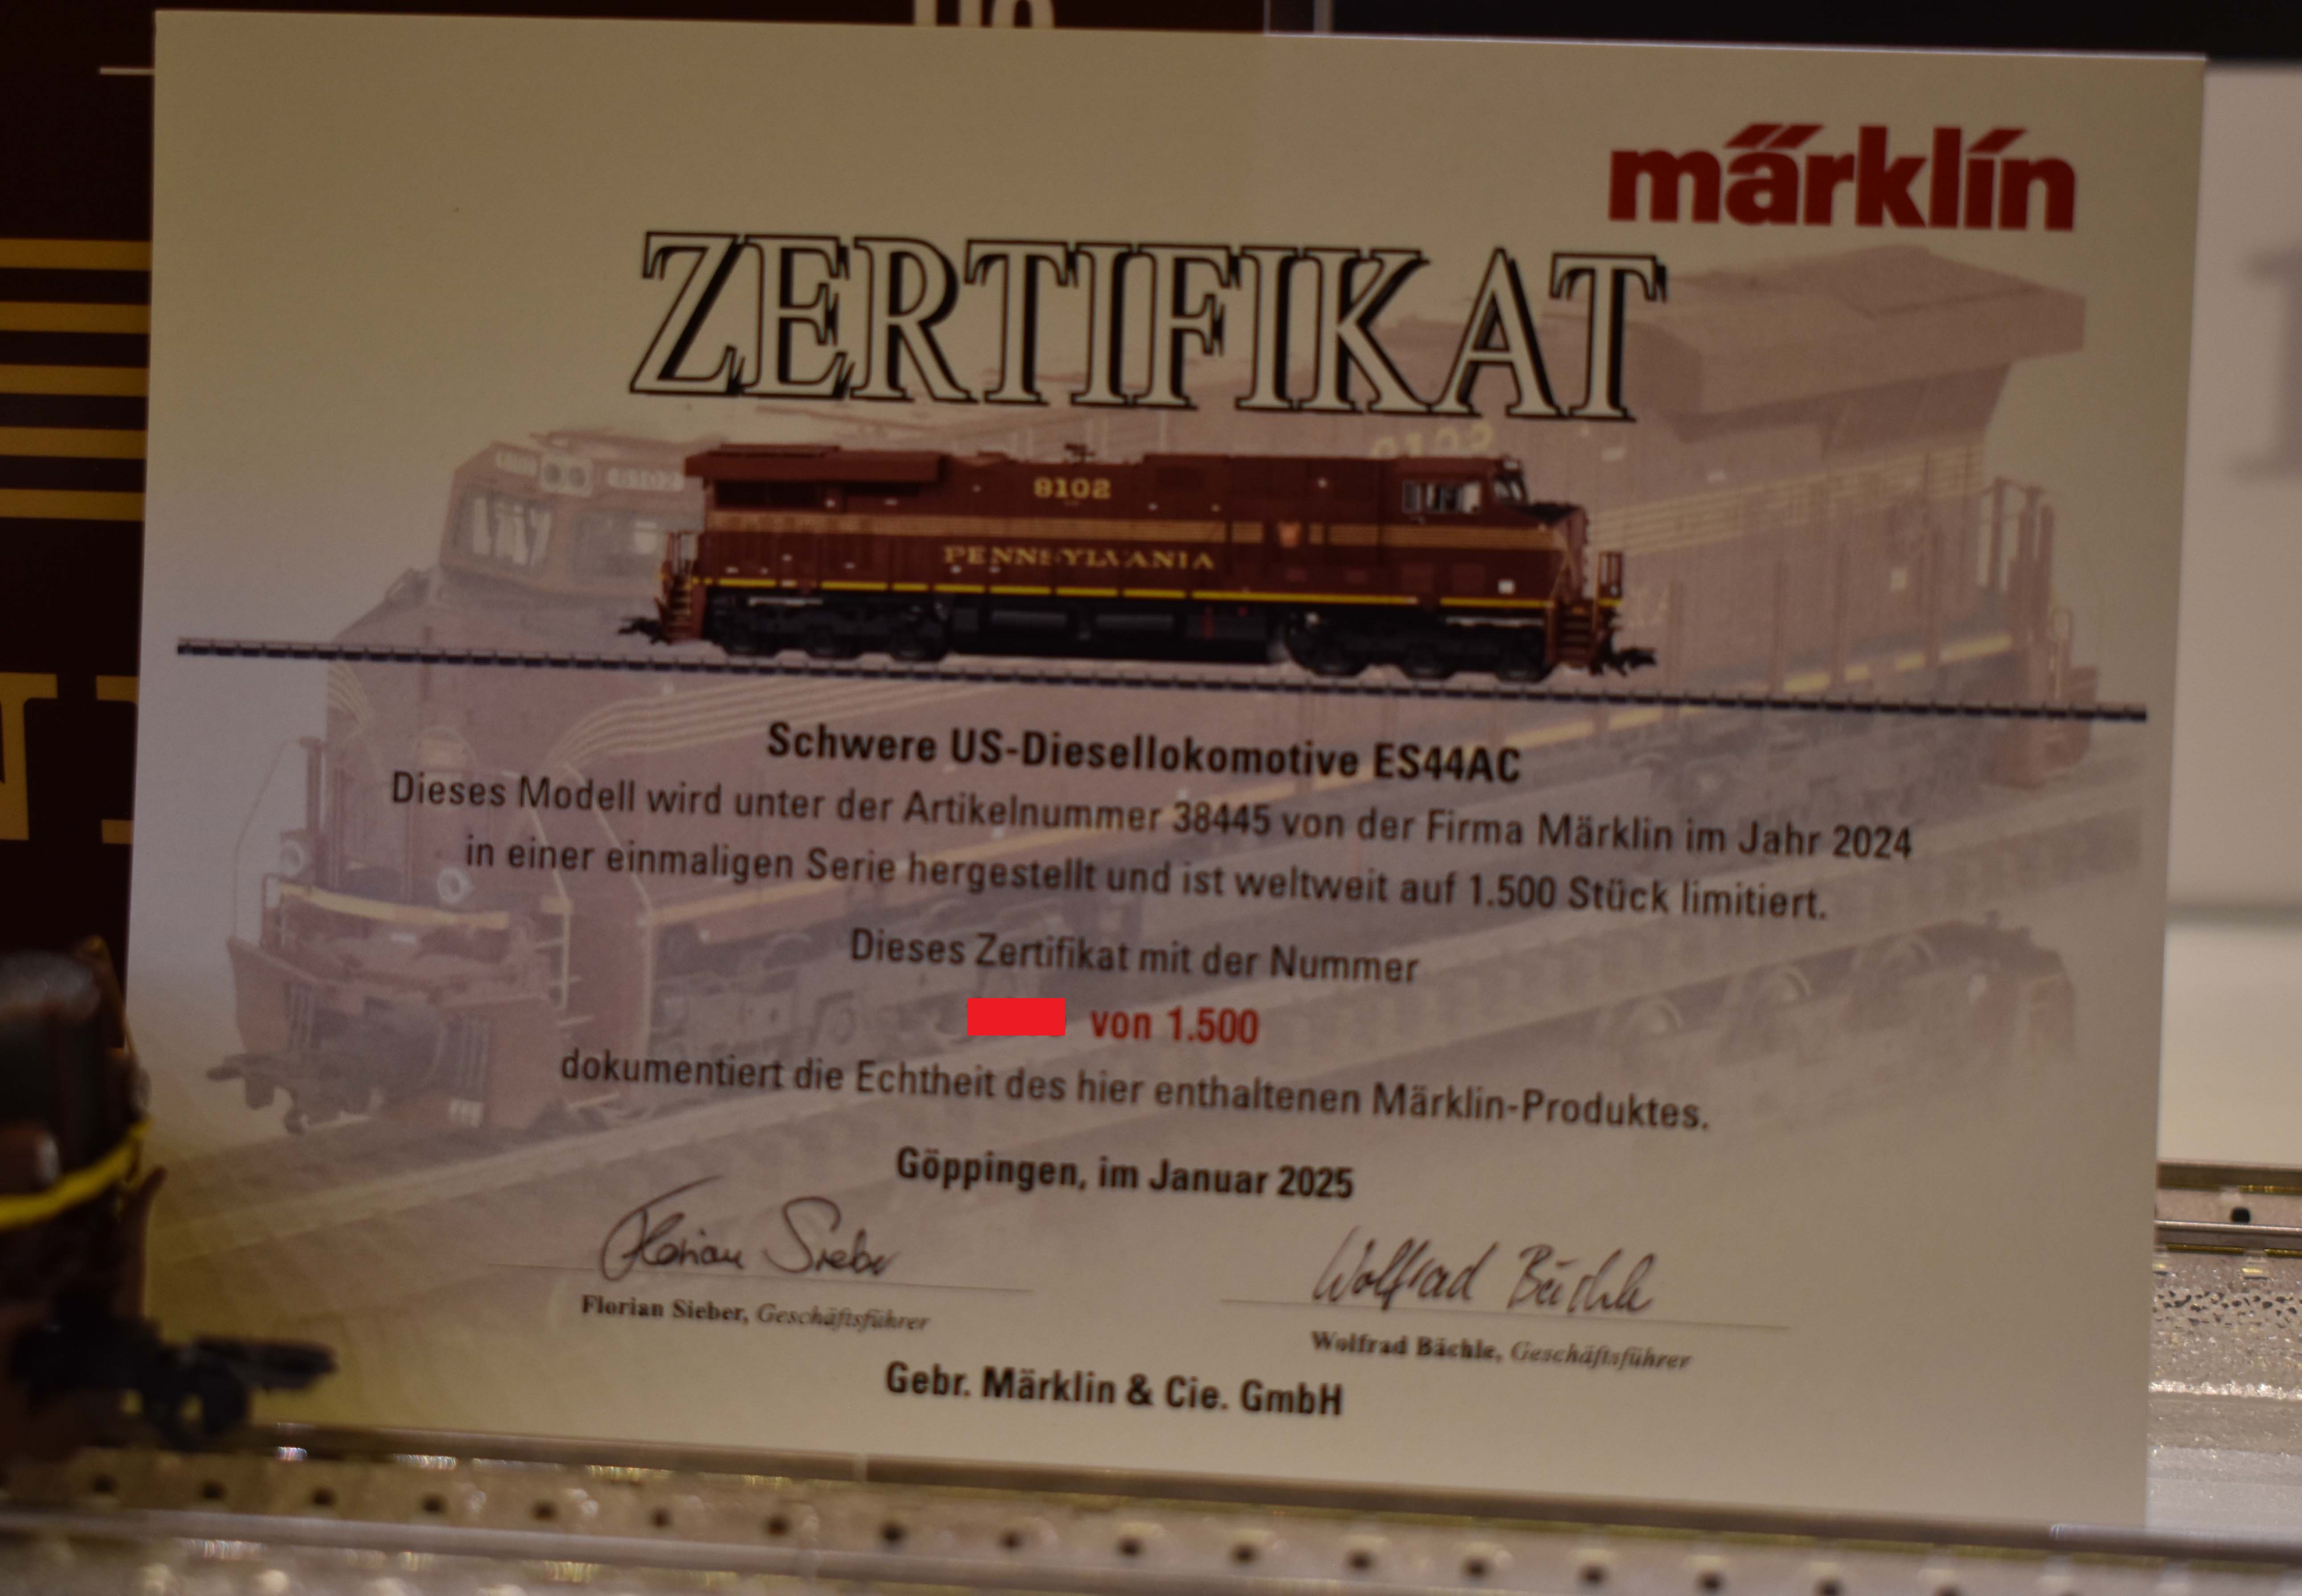 märklín
ZERTIFIKAT
8102
PENNSYLVANIA
Schwere US-Diesellokomotive ES44AC
Dieses Modell wird unter der Artikelnummer 38445 von der Firma Märklin im Jahr 2024
in einer einmaligen Serie hergestellt und ist weltweit auf 1.500 Stück limitiert.
Dieses Zertifikat mit der Nummer
von 1.500
dokumentiert die Echtheit des hier enthaltenen Märklin-Produktes.
Göppingen, im Januar 2025
Florian Sieber
Wolfrad Bächle
Florian Sieber, Geschäftsführer
Wolfrad Bächle, Geschäftsführer
Gebr. Märklin & Cie. GmbH